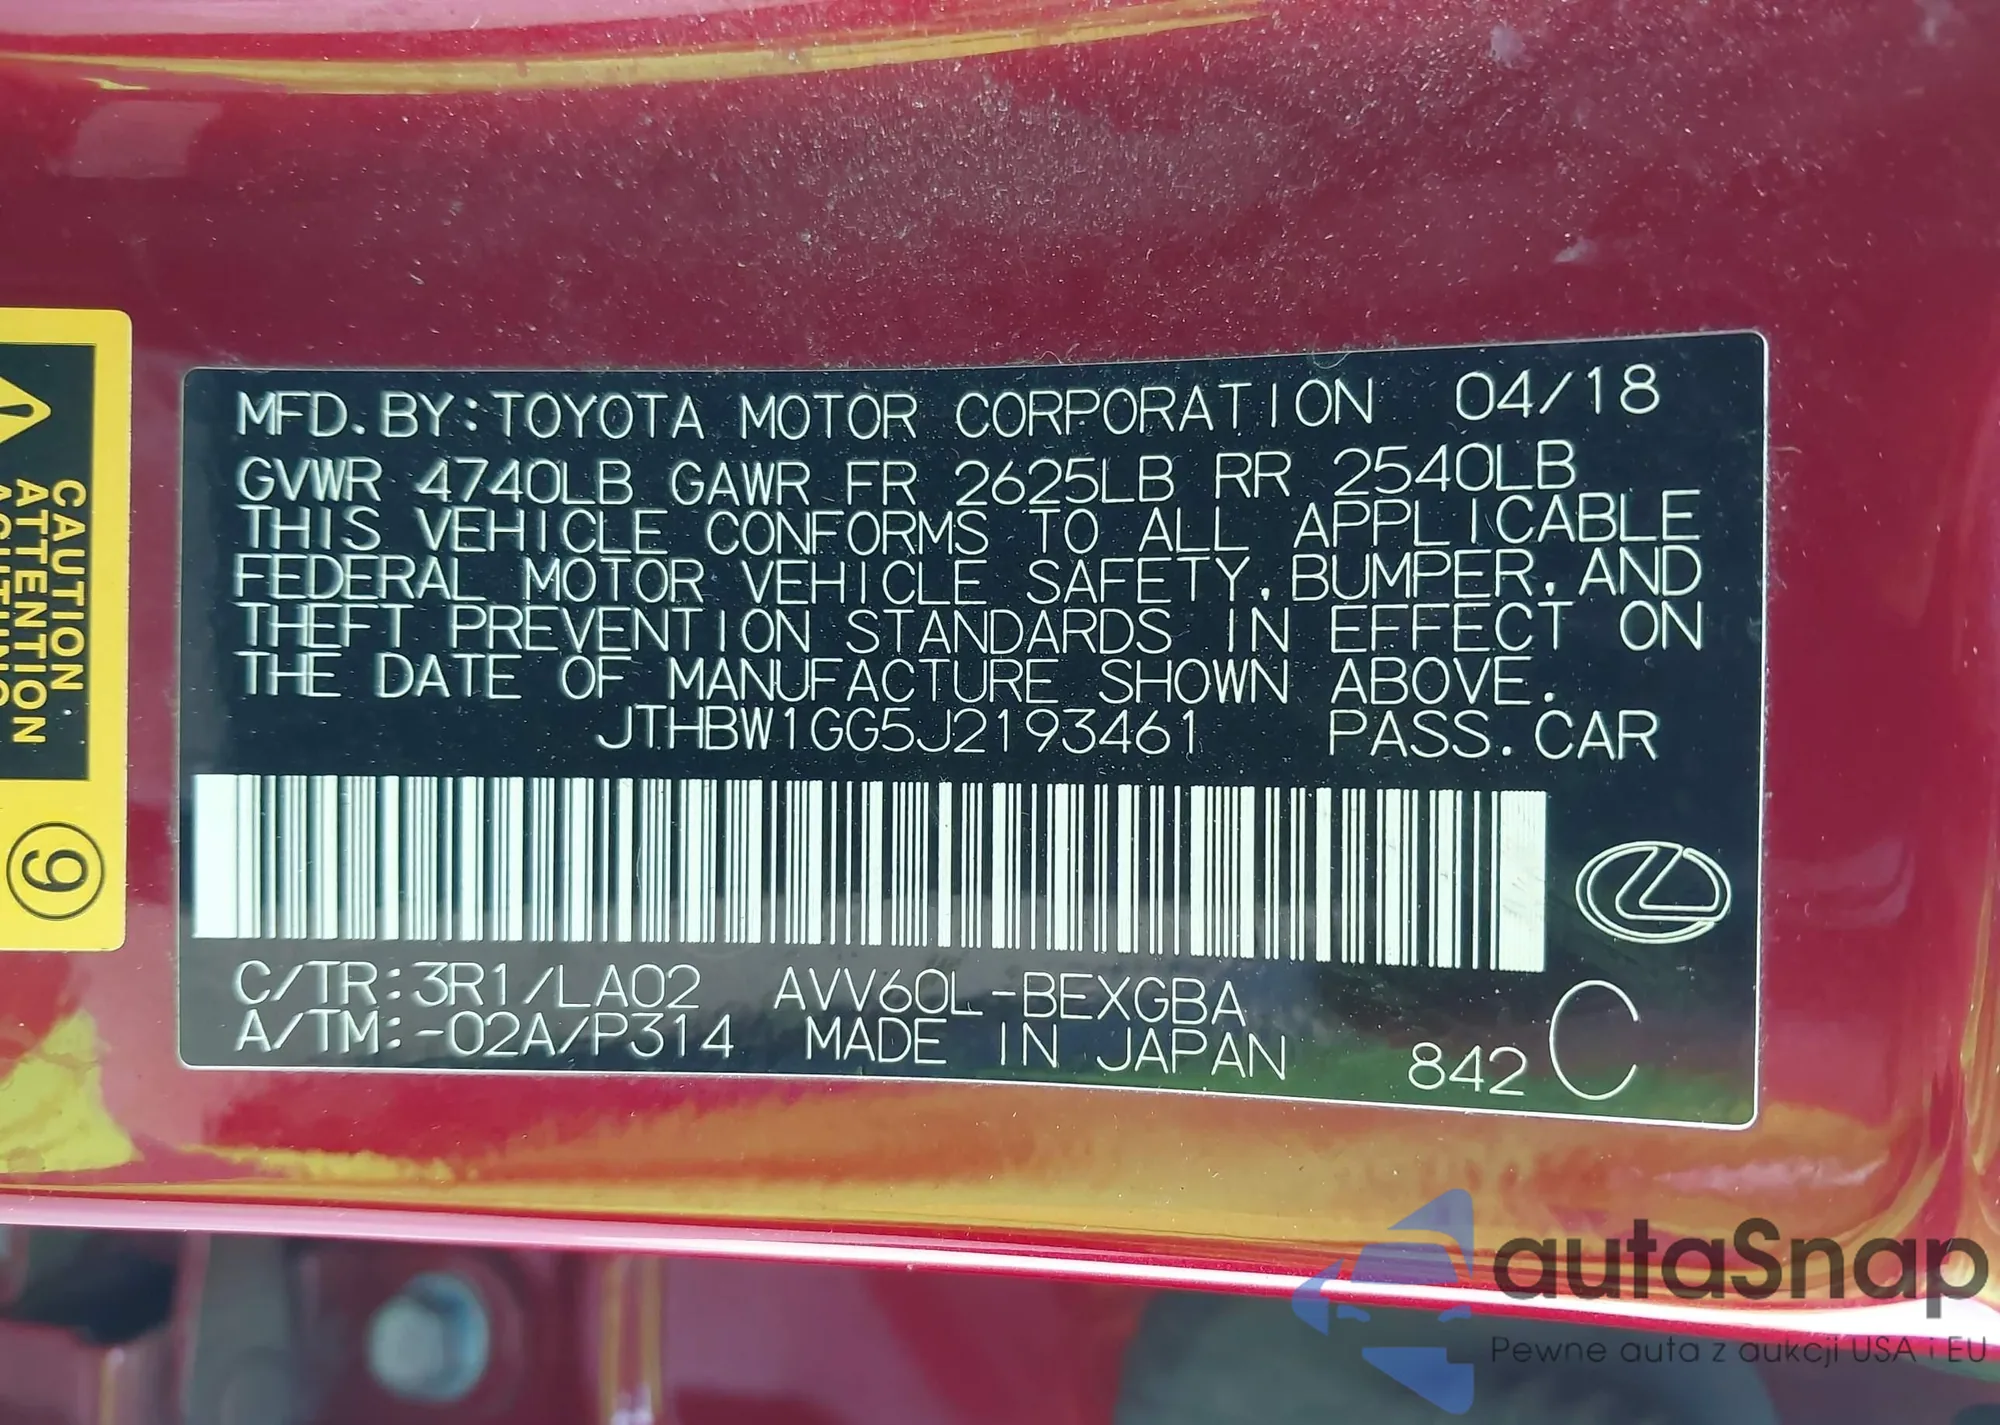 MFD.BY:TOYOTA MOTOR CORPORATION 04/18
GVWR 4740LB GAWR FR 2625LB RR 2540LB
THIS VEHICLE CONFORMS TO ALL APPLICABLE
FEDERAL MOTOR VEHICLE SAFETY,BUMPER,AND
THEFT PREVENTION STANDARDS IN EFFECT ON
THE DATE OF MANUFACTURE SHOWN ABOVE.
JTHBW1GG5J2193461 PASS.CAR
C/TR:3R1/LA02 AVV60L-BEXGBA
A/TM:-02A/P314 MADE IN JAPAN 842 C
CAUTION
ATTENTION
9
autaSnap
Pewne auta z aukcji USA i EU